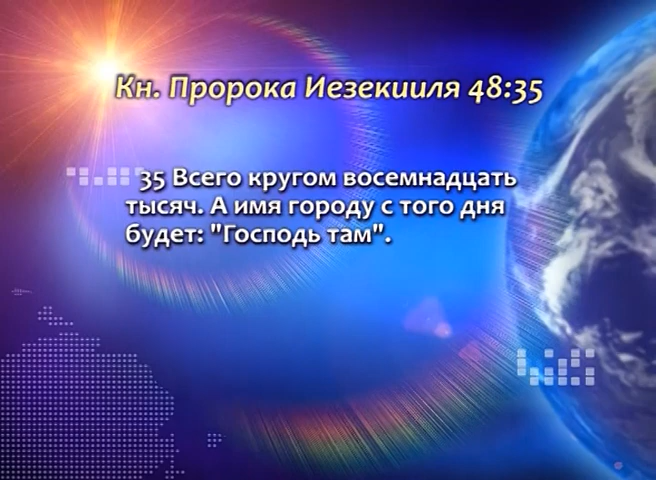 Кн. Пророка Иезекииля 48:35
35 Всего кругом восемнадцать
тысяч. А имя городу с того дня
будет: "Господь там".